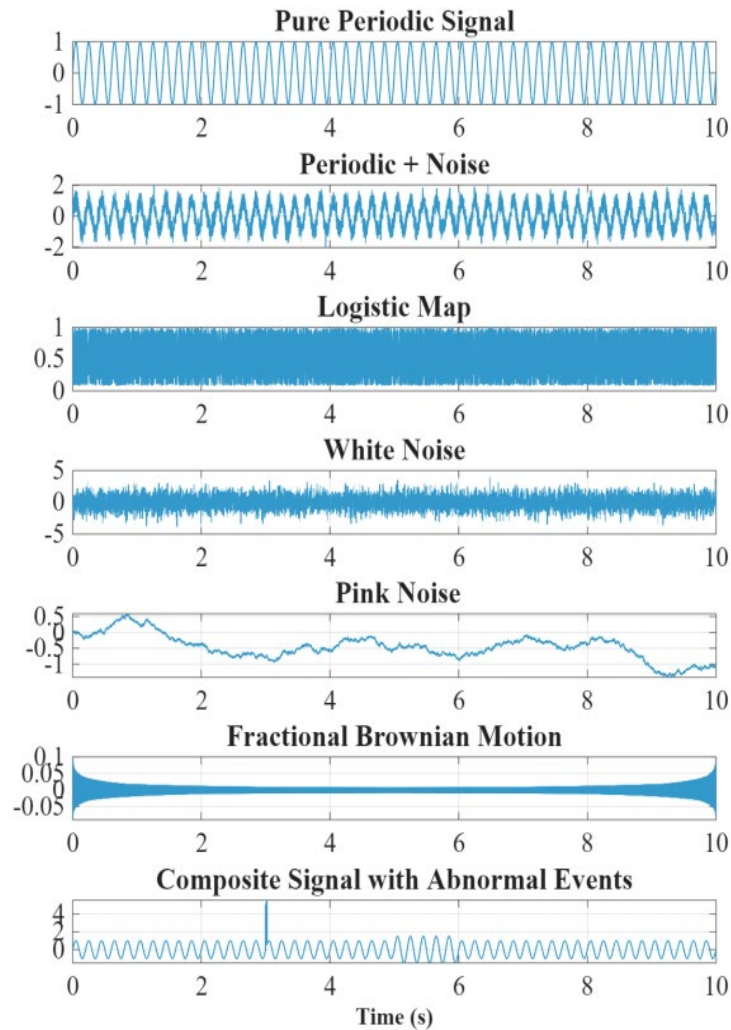 Pure Periodic Signal
1
0
-1
0 2 4 6 8 10
Periodic + Noise
2
0
-2
0 2 4 6 8 10
Logistic Map
1
0.5
0
0 2 4 6 8 10
White Noise
5
0
-5
0 2 4 6 8 10
Pink Noise
0.5
0
-0.5
-1
0 2 4 6 8 10
Fractional Brownian Motion
0.1
0.05
0
-0.05
0 2 4 6 8 10
Composite Signal with Abnormal Events
4
2
0
0 2 4 6 8 10
Time (s)